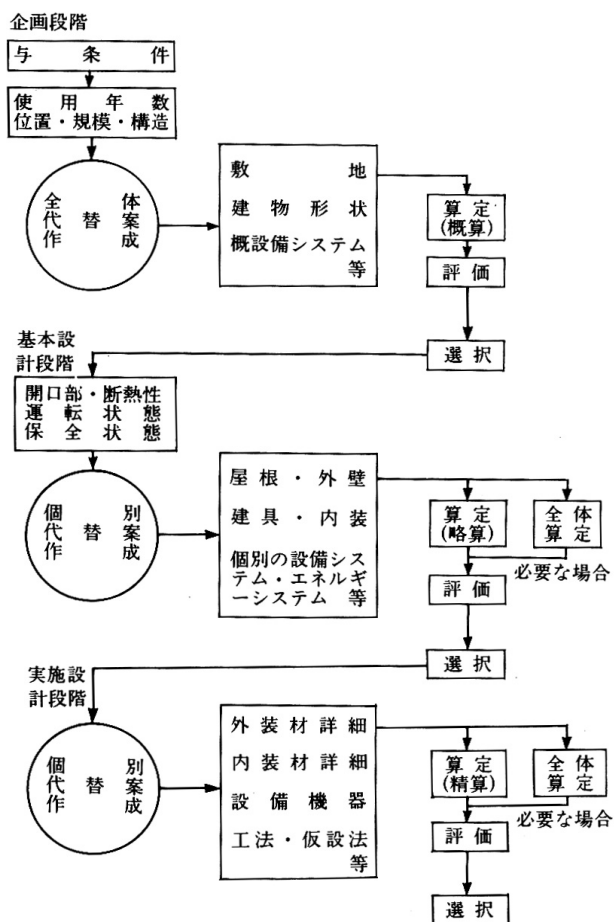 企画段階
与条件
使用年数
位置・規模・構造
全体
代替案
作成
敷地
建物形状
概設備システム
等
算定
(概算)
評価
選択
基本設
計段階
開口部・断熱性
運転状態
保全状態
個別
代替案
作成
屋根・外壁
建具・内装
個別の設備シス
テム・エネルギ
ーシステム等
算定
(略算)
全体
算定
必要な場合
評価
選択
実施設
計段階
個別
代替案
作成
外装材詳細
内装材詳細
設備機器
工法・仮設法
等
算定
(精算)
全体
算定
必要な場合
評価
選択